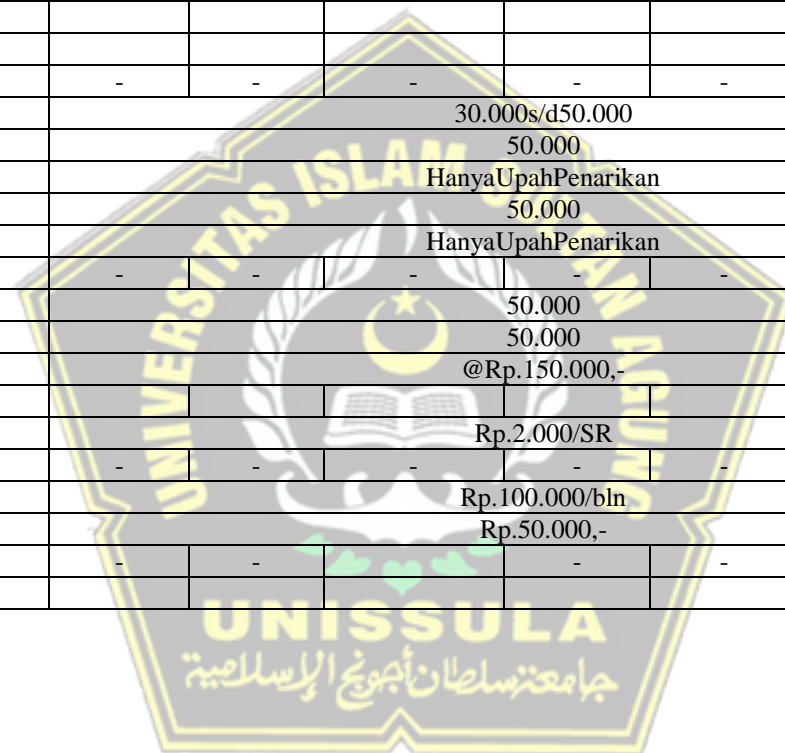 - - - - -
30.000s/d50.000
50.000
HanyaUpahPenarikan
50.000
HanyaUpahPenarikan
- - - - -
50.000
50.000
@Rp.150.000,-
Rp.2.000/SR
- - - - -
Rp.100.000/bln
Rp.50.000,-
- - - -
UNIVERSITAS ISLAM SULTAN AGUNG
UNISSULA
جامعة سلطان أجونج الإسلامية